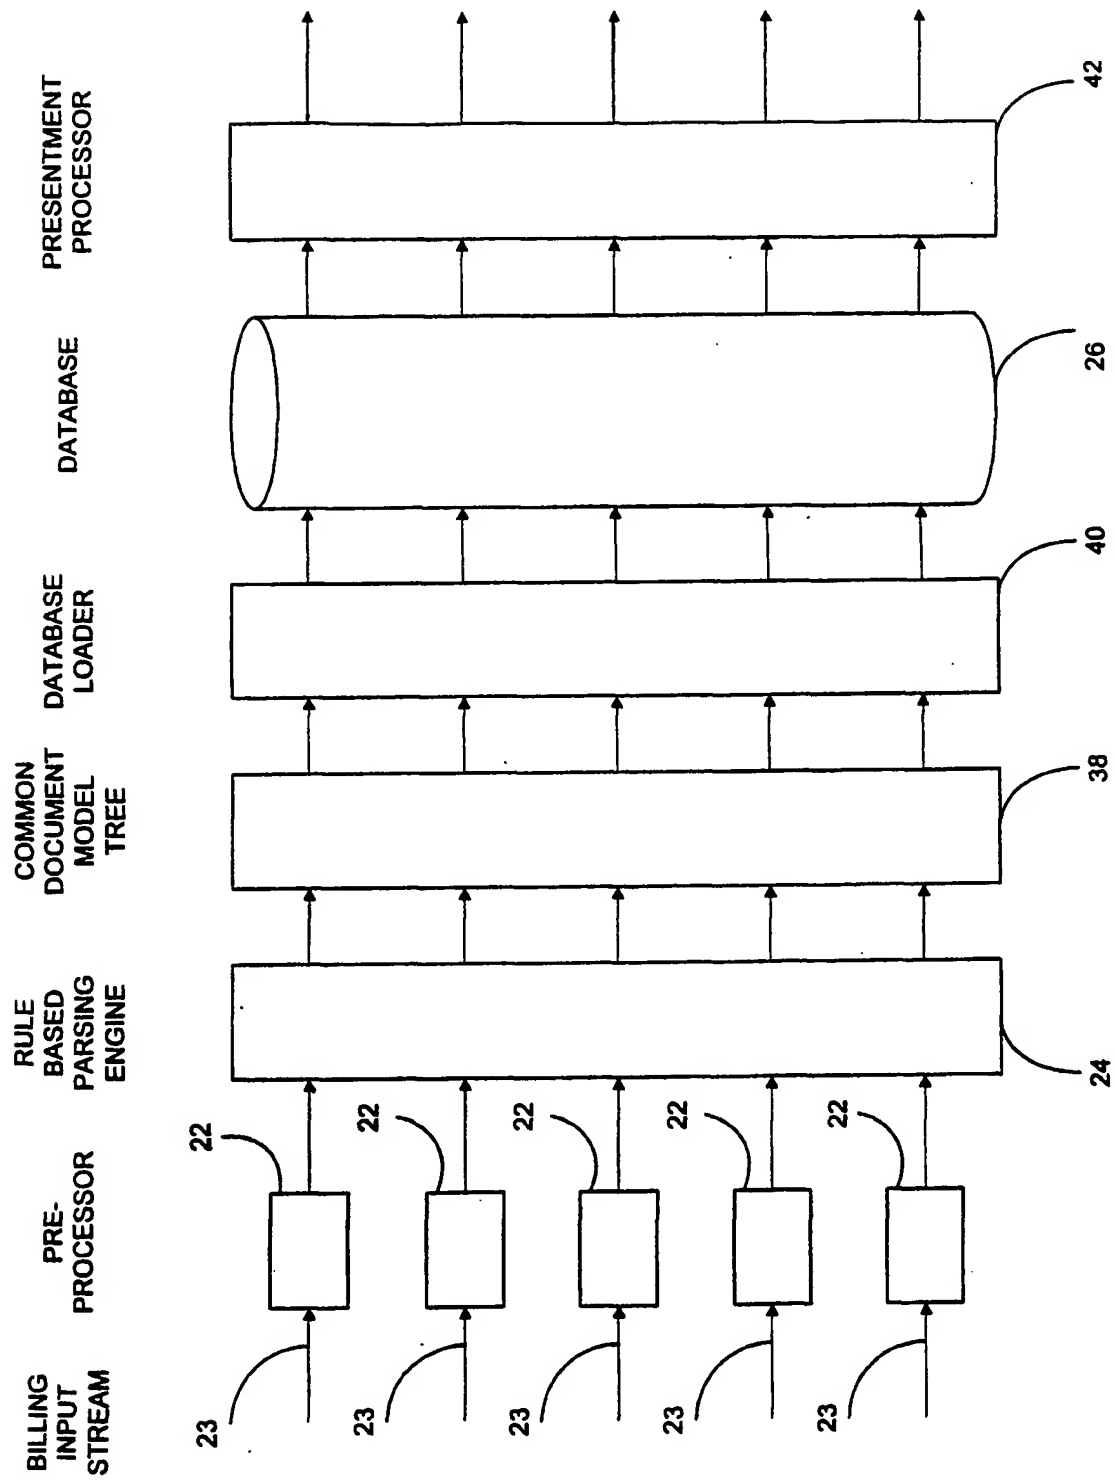 BILLING
INPUT
STREAM
PRE-
PROCESSOR
RULE
BASED
PARSING
ENGINE
COMMON
DOCUMENT
MODEL
TREE
DATABASE
LOADER
DATABASE
PRESENTMENT
PROCESSOR
23
22
23
22
23
22
23
22
23
22
24
38
40
26
42